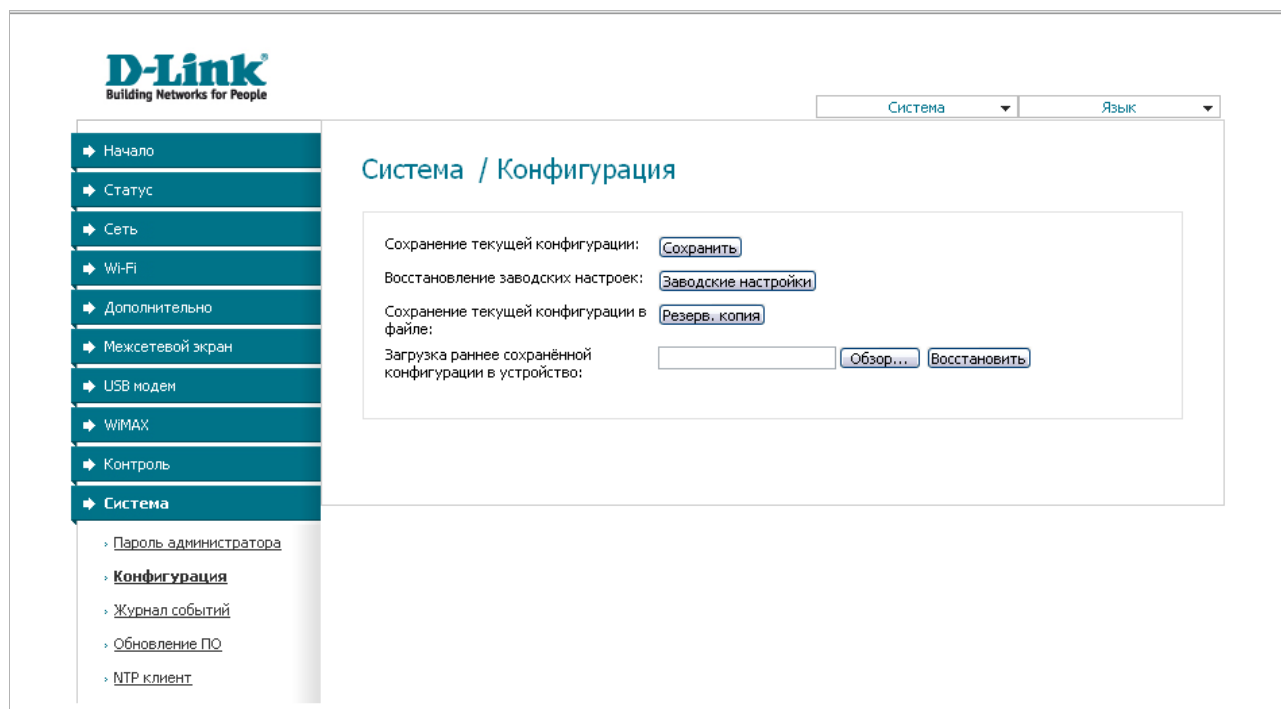 D-Link®
Building Networks for People
Система
Язык
Начало
Статус
Сеть
Wi-Fi
Дополнительно
Межсетевой экран
USB модем
WiMAX
Контроль
Система
Пароль администратора
Конфигурация
Журнал событий
Обновление ПО
NTP клиент
Система / Конфигурация
Сохранение текущей конфигурации: Сохранить
Восстановление заводских настроек: Заводские настройки
Сохранение текущей конфигурации в
файле: Резерв. копия
Загрузка раннее сохранённой
конфигурации в устройство: Обзор... Восстановить